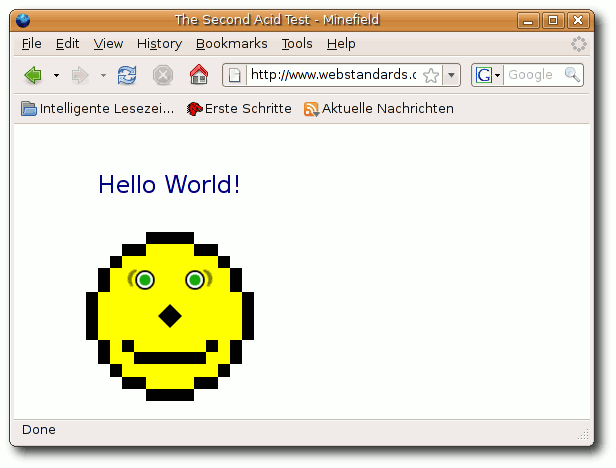 The Second Acid Test - Minefield
File Edit View History Bookmarks Tools Help
http://www.webstandards.c G Google
Intelligente Lesezei... Erste Schritte Aktuelle Nachrichten
Hello World!
Done